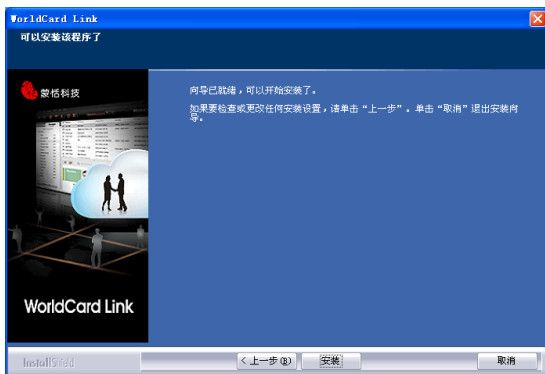 WorldCard Link
可以安装该程序了
蒙恬科技
向导已就绪，可以开始安装了。
如果要检查或更改任何安装设置，请单击“上一步”。单击“取消”退出安装向
导。
WorldCard Link
InstallShield
< 上一步(B)
安装
取消